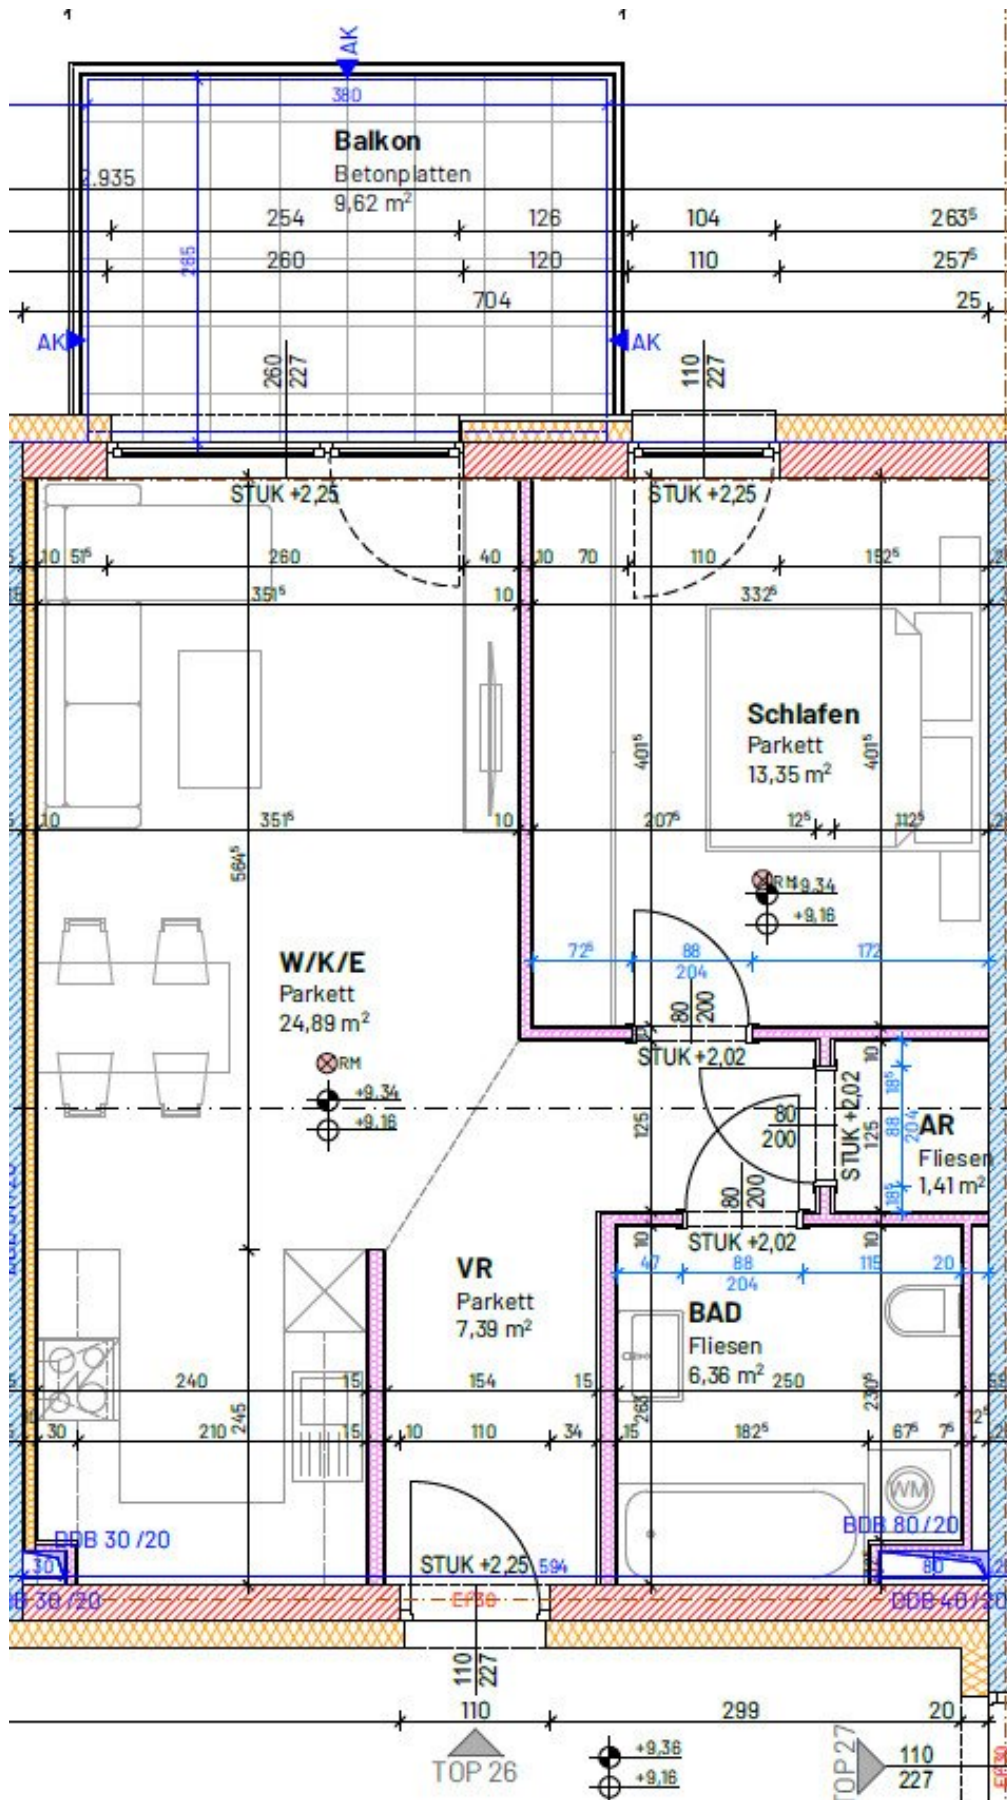 AK
380
Balkon
Betonplatten
9,62 m²
2.935
254
126
104
263⁵
265
260
120
110
257⁵
704
25
AK
AK
260
227
110
227
STUK +2,25
STUK +2,25
10
51⁵
260
40
10
70
110
152⁵
351⁵
10
332⁵
Schlafen
Parkett
13,35 m²
401⁵
401⁵
10
351⁵
10
207⁵
12⁵
112⁵
564⁵
RM
+9.34
+9,16
W/K/E
Parkett
24,89 m²
72⁵
88
204
172
80
200
RM
+9.34
+9.16
STUK +2,02
10
18⁵
125
80
200
STUK +2,02
125
88
204
AR
Fliesen
1,41 m²
80
200
18⁵
10
STUK +2,02
10
VR
Parkett
7,39 m²
47
88
204
115
20
BAD
Fliesen
6,36 m²
240
15
154
15
250
230⁵
263
245
30
210
15
10
110
34
15
182⁵
67⁵
7⁵
WM
DDB 30 /20
BDB 80 /20
STUK +2,25
594
30
80
30 /20
EI²30
DDB 40 /20
110
227
110
299
20
TOP 26
+9,36
+9,16
TOP 27
110
227